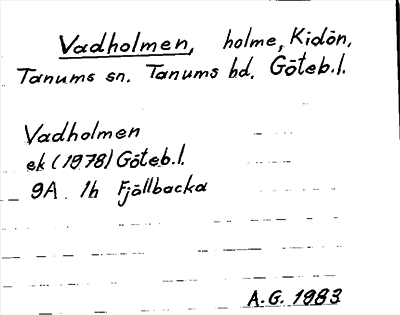 Vadholmen, holme, Kidön,
Tanums sn. Tanums hd. Göteb.l.
Vadholmen
ek (1978) Göteb.l.
9A 1h Fjällbacka
A.G. 1983